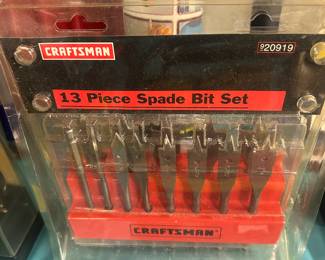 CRAFTSMAN
920919
13 Piece Spade Bit Set
CRAFTSMAN